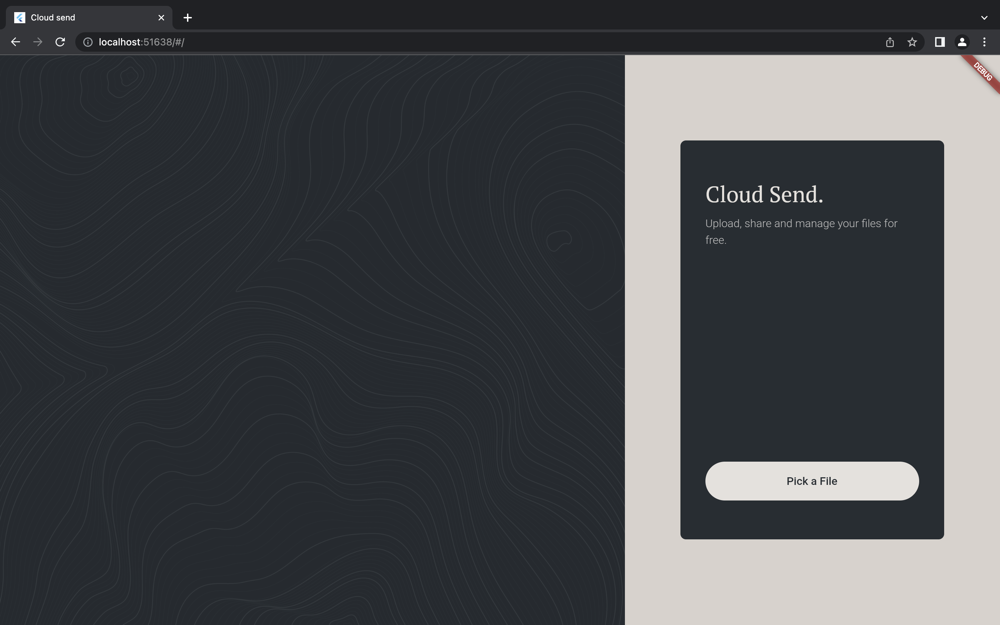 Cloud send
localhost:51638/#/
DEBUG
Cloud Send.
Upload, share and manage your files for
free.
Pick a File